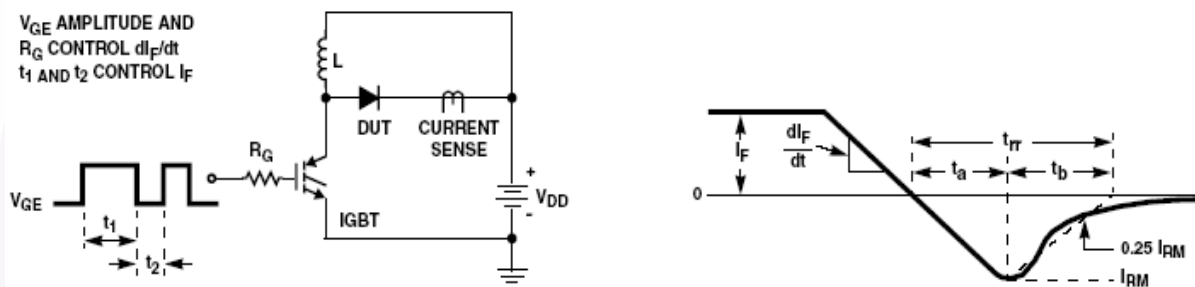 VGE AMPLITUDE AND
RG CONTROL dIF/dt
t1 AND t2 CONTROL IF
L
DUT
CURRENT
SENSE
RG
+
VDD
-
IGBT
VGE
t1
t2
IF
dIF
dt
trr
ta
tb
0
0.25 IRM
IRM